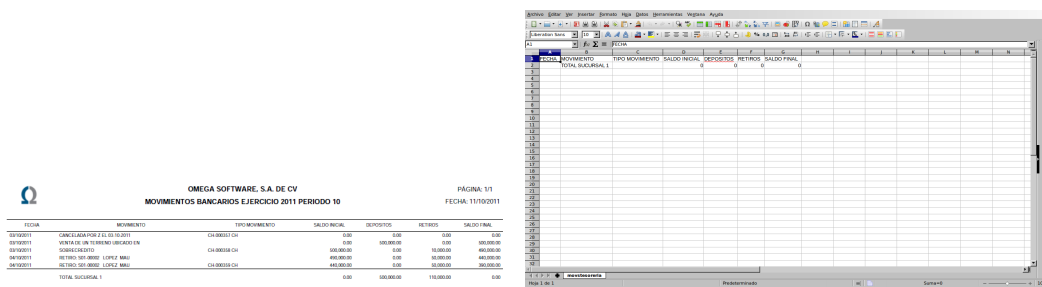 OMEGA SOFTWARE, S.A. DE CV
PÁGINA: 1/1
MOVIMIENTOS BANCARIOS EJERCICIO 2011 PERIODO 10
FECHA: 11/10/2011
FECHA MOVIMIENTO TIPO MOVIMIENTO SALDO INICIAL DEPOSITOS RETIROS SALDO FINAL
03/10/2011 CANCELADA POR Z EL 03.10.2011 CH-000357 CH 0.00 0.00 0.00 0.00
03/10/2011 VENTA DE UN TERRENO UBICADO EN 0.00 500,000.00 0.00 500,000.00
03/10/2011 SOBRECREDITO CH-000358 CH 500,000.00 0.00 10,000.00 490,000.00
04/10/2011 RETIRO: S01-00002 LOPEZ MAU 490,000.00 0.00 50,000.00 440,000.00
04/10/2011 RETIRO: S01-00002 LOPEZ MAU CH-000359 CH 440,000.00 0.00 50,000.00 390,000.00
TOTAL SUCURSAL 1 0.00 500,000.00 110,000.00 0.00
Archivo Editar Ver Insertar Formato Hoja Datos Herramientas Ventana Ayuda
Liberation Sans 10
A1 FECHA
A B C D E F G H I J K L M N
1 FECHA MOVIMIENTO TIPO MOVIMIENTO SALDO INICIAL DEPOSITOS RETIROS SALDO FINAL
2 TOTAL SUCURSAL 1 0 0 0 0
3
4
5
6
7
8
9
10
11
12
13
14
15
16
17
18
19
20
21
22
23
24
25
26
27
28
29
30
31
32
movstesoreria
Hoja 1 de 1 Predeterminado Suma=0